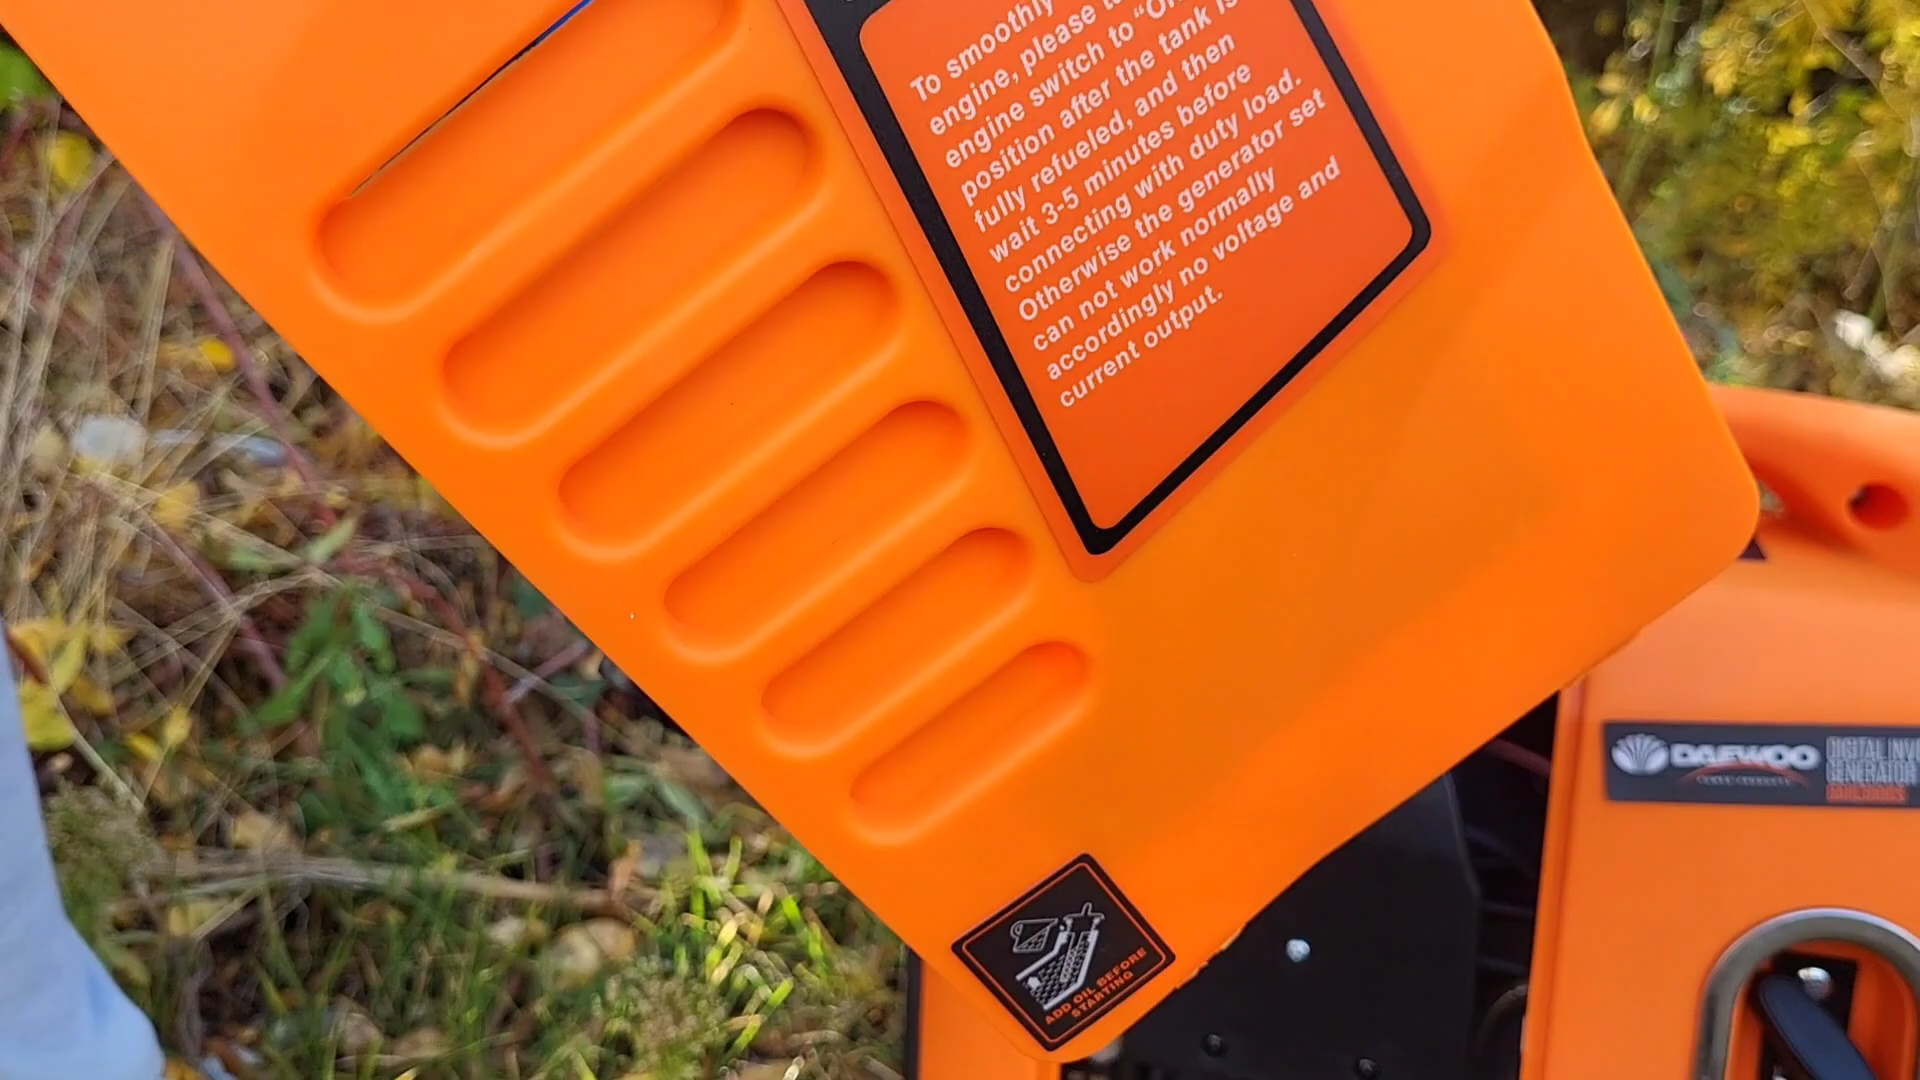 To smoothly
engine, please
engine switch to
position after the tank is
fully refueled, and then
wait 3-5 minutes before
connecting with duty load.
Otherwise the generator set
can not work normally
accordingly no voltage and
current output.
DAEWOO
DIGITAL
GENERATOR
ADD OIL BEFORE
STARTING